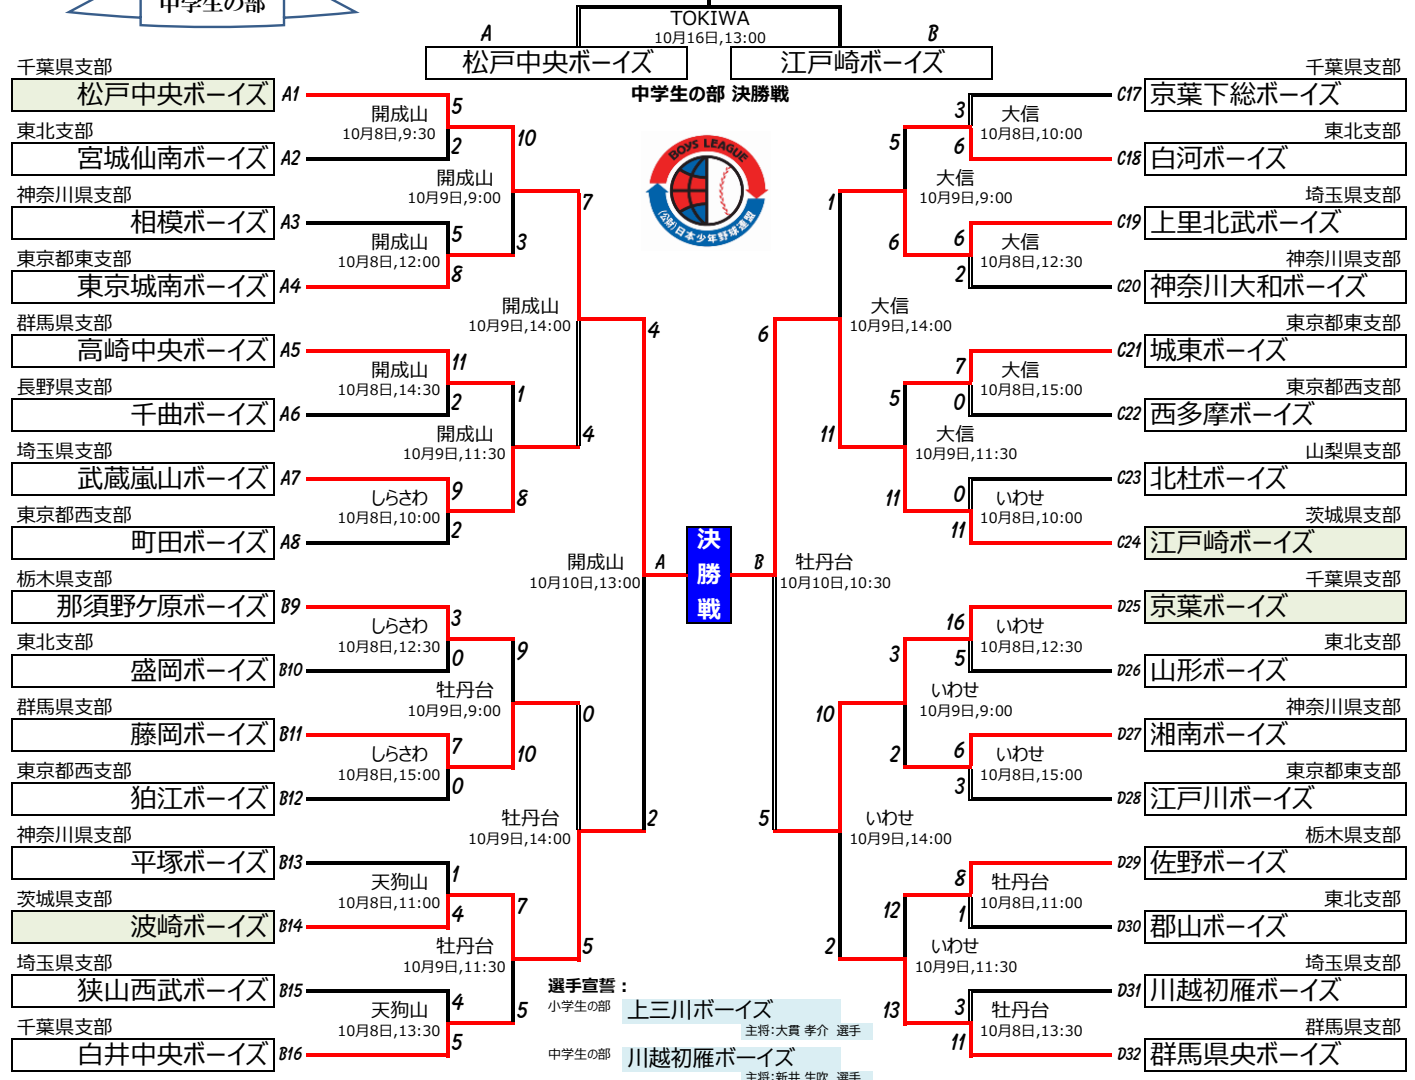 中学生の部
TOKIWA
10月16日,13:00
A
B
松戸中央ボーイズ
江戸崎ボーイズ
中学生の部 決勝戦
BOYS LEAGUE
(公財)日本少年野球連盟
千葉県支部
松戸中央ボーイズ A1
東北支部
宮城仙南ボーイズ A2
神奈川県支部
相模ボーイズ A3
東京都東支部
東京城南ボーイズ A4
群馬県支部
高崎中央ボーイズ A5
長野県支部
千曲ボーイズ A6
埼玉県支部
武蔵嵐山ボーイズ A7
東京都西支部
町田ボーイズ A8
栃木県支部
那須野ケ原ボーイズ B9
東北支部
盛岡ボーイズ B10
群馬県支部
藤岡ボーイズ B11
東京都西支部
狛江ボーイズ B12
神奈川県支部
平塚ボーイズ B13
茨城県支部
波崎ボーイズ B14
埼玉県支部
狭山西武ボーイズ B15
千葉県支部
白井中央ボーイズ B16
開成山
10月8日,9:30
5
2
開成山
10月8日,12:00
5
8
開成山
10月8日,14:30
11
2
しらさわ
10月8日,10:00
9
2
しらさわ
10月8日,12:30
3
0
しらさわ
10月8日,15:00
7
0
天狗山
10月8日,11:00
1
4
天狗山
10月8日,13:30
4
5
開成山
10月9日,9:00
10
3
開成山
10月9日,11:30
1
8
牡丹台
10月9日,9:00
9
10
牡丹台
10月9日,11:30
7
5
開成山
10月9日,14:00
7
4
牡丹台
10月9日,14:00
0
5
開成山
10月10日,13:00
4
2
A
決
勝
戦
B
牡丹台
10月10日,10:30
6
5
大信
10月9日,14:00
1
11
いわせ
10月9日,14:00
10
2
大信
10月9日,9:00
5
6
大信
10月9日,11:30
5
11
いわせ
10月9日,9:00
3
2
いわせ
10月9日,11:30
12
13
大信
10月8日,10:00
3
6
大信
10月8日,12:30
6
2
大信
10月8日,15:00
7
0
いわせ
10月8日,10:00
0
11
いわせ
10月8日,12:30
16
5
いわせ
10月8日,15:00
6
3
牡丹台
10月8日,11:00
8
1
牡丹台
10月8日,13:30
3
11
千葉県支部
C17 京葉下総ボーイズ
東北支部
C18 白河ボーイズ
埼玉県支部
C19 上里北武ボーイズ
神奈川県支部
C20 神奈川大和ボーイズ
東京都東支部
C21 城東ボーイズ
東京都西支部
C22 西多摩ボーイズ
山梨県支部
C23 北杜ボーイズ
茨城県支部
C24 江戸崎ボーイズ
千葉県支部
D25 京葉ボーイズ
東北支部
D26 山形ボーイズ
神奈川県支部
D27 湘南ボーイズ
東京都東支部
D28 江戸川ボーイズ
栃木県支部
D29 佐野ボーイズ
東北支部
D30 郡山ボーイズ
埼玉県支部
D31 川越初雁ボーイズ
群馬県支部
D32 群馬県央ボーイズ
選手宣誓：
小学生の部 上三川ボーイズ
主将:大貫 孝介 選手
中学生の部 川越初雁ボーイズ
主将:新井 生吹 選手